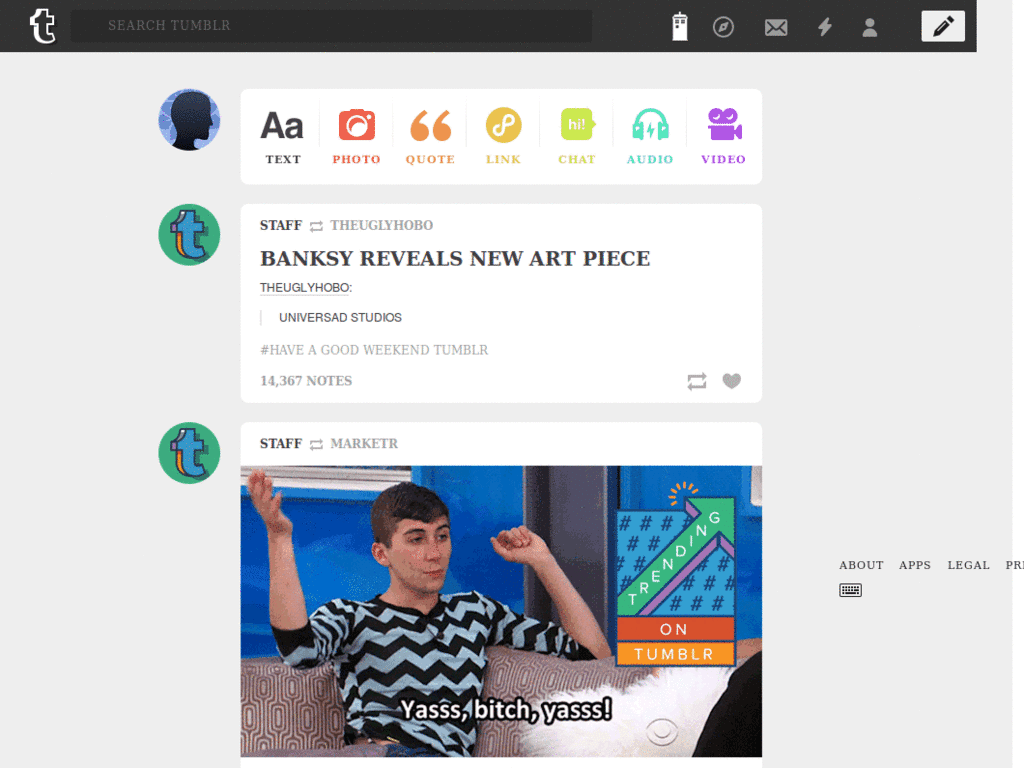 SEARCH TUMBLR
Aa
hi!
TEXT PHOTO QUOTE LINK CHAT AUDIO VIDEO
STAFF THEUGLYHOBO
BANKSY REVEALS NEW ART PIECE
THEUGLYHOBO:
UNIVERSAD STUDIOS
#HAVE A GOOD WEEKEND TUMBLR
14,367 NOTES
STAFF MARKETR
TRENDING
ON
TUMBLR
Yasss, bitch, yasss!
ABOUT APPS LEGAL